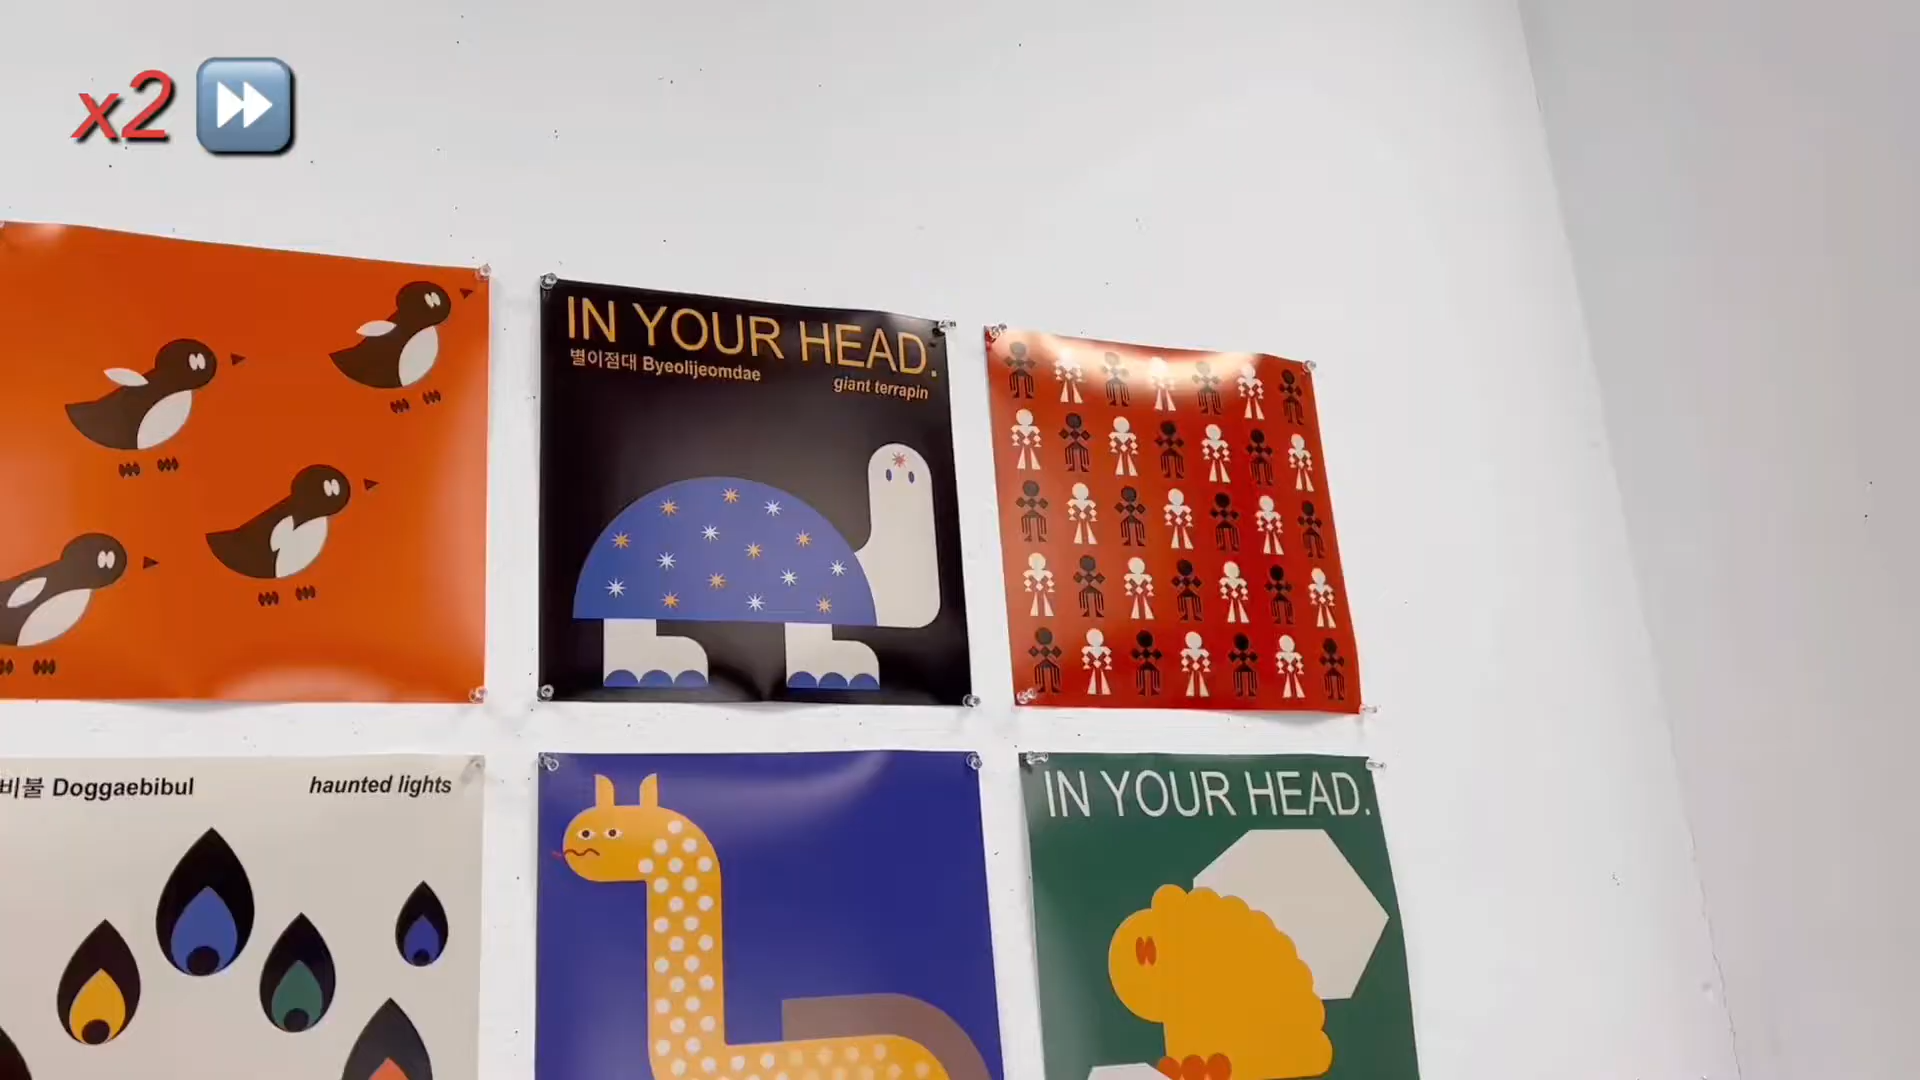 x2
IN YOUR HEAD.
별이점대 Byeolijeomdae
giant terrapin
비불 Doggaebibul
haunted lights
IN YOUR HEAD.